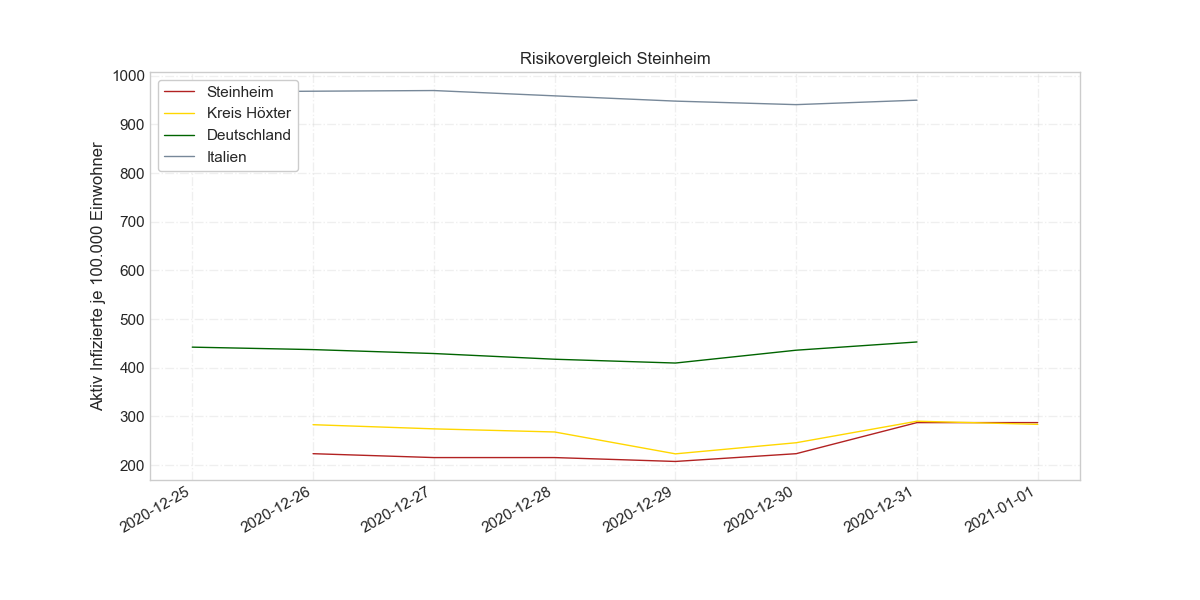 Risikovergleich Steinheim
Aktiv Infizierte je 100.000 Einwohner
1000
900
800
700
600
500
400
300
200
Steinheim
Kreis Höxter
Deutschland
Italien
2020-12-25
2020-12-26
2020-12-27
2020-12-28
2020-12-29
2020-12-30
2020-12-31
2021-01-01